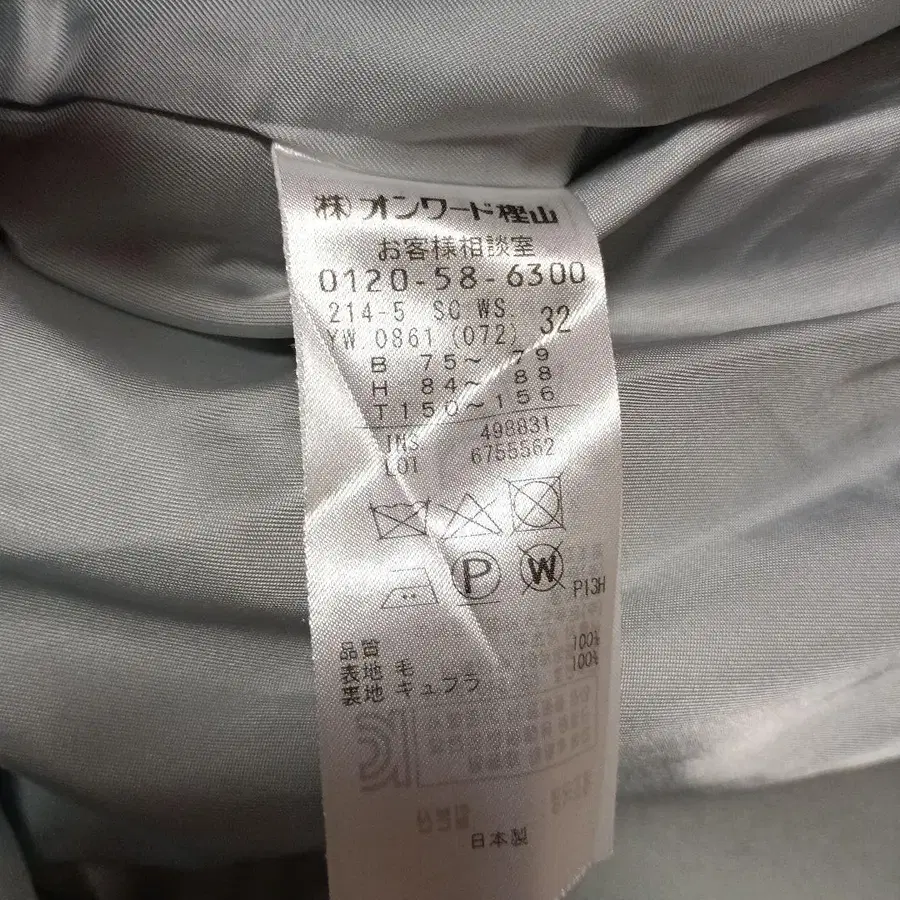 ㈱オンワード樫山
お客様相談室
0120-58-6300
214-5 SC WS 32
YW 0861 (072)
B 75～ 79
H 84～ 88
T150～156
INS 498831
LOT 6755562
P
W
P13H
品質
表地 毛 100%
裏地 キュプラ 100%
日本製